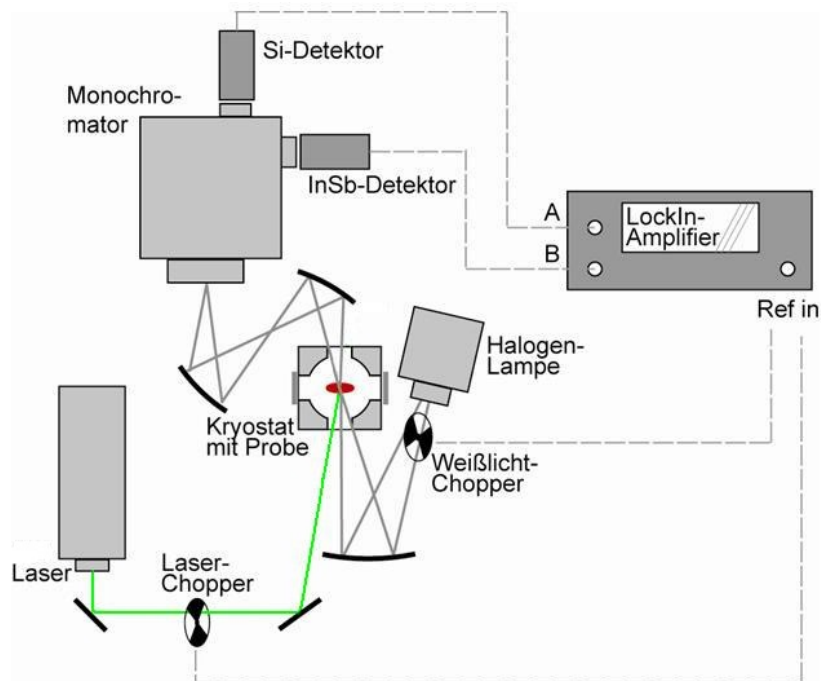 Si-Detektor
Monochro-
mator
InSb-Detektor
A
B
LockIn-
Amplifier
Ref in
Halogen-
Lampe
Kryostat
mit Probe
Weißlicht-
Chopper
Laser-
Chopper
Laser